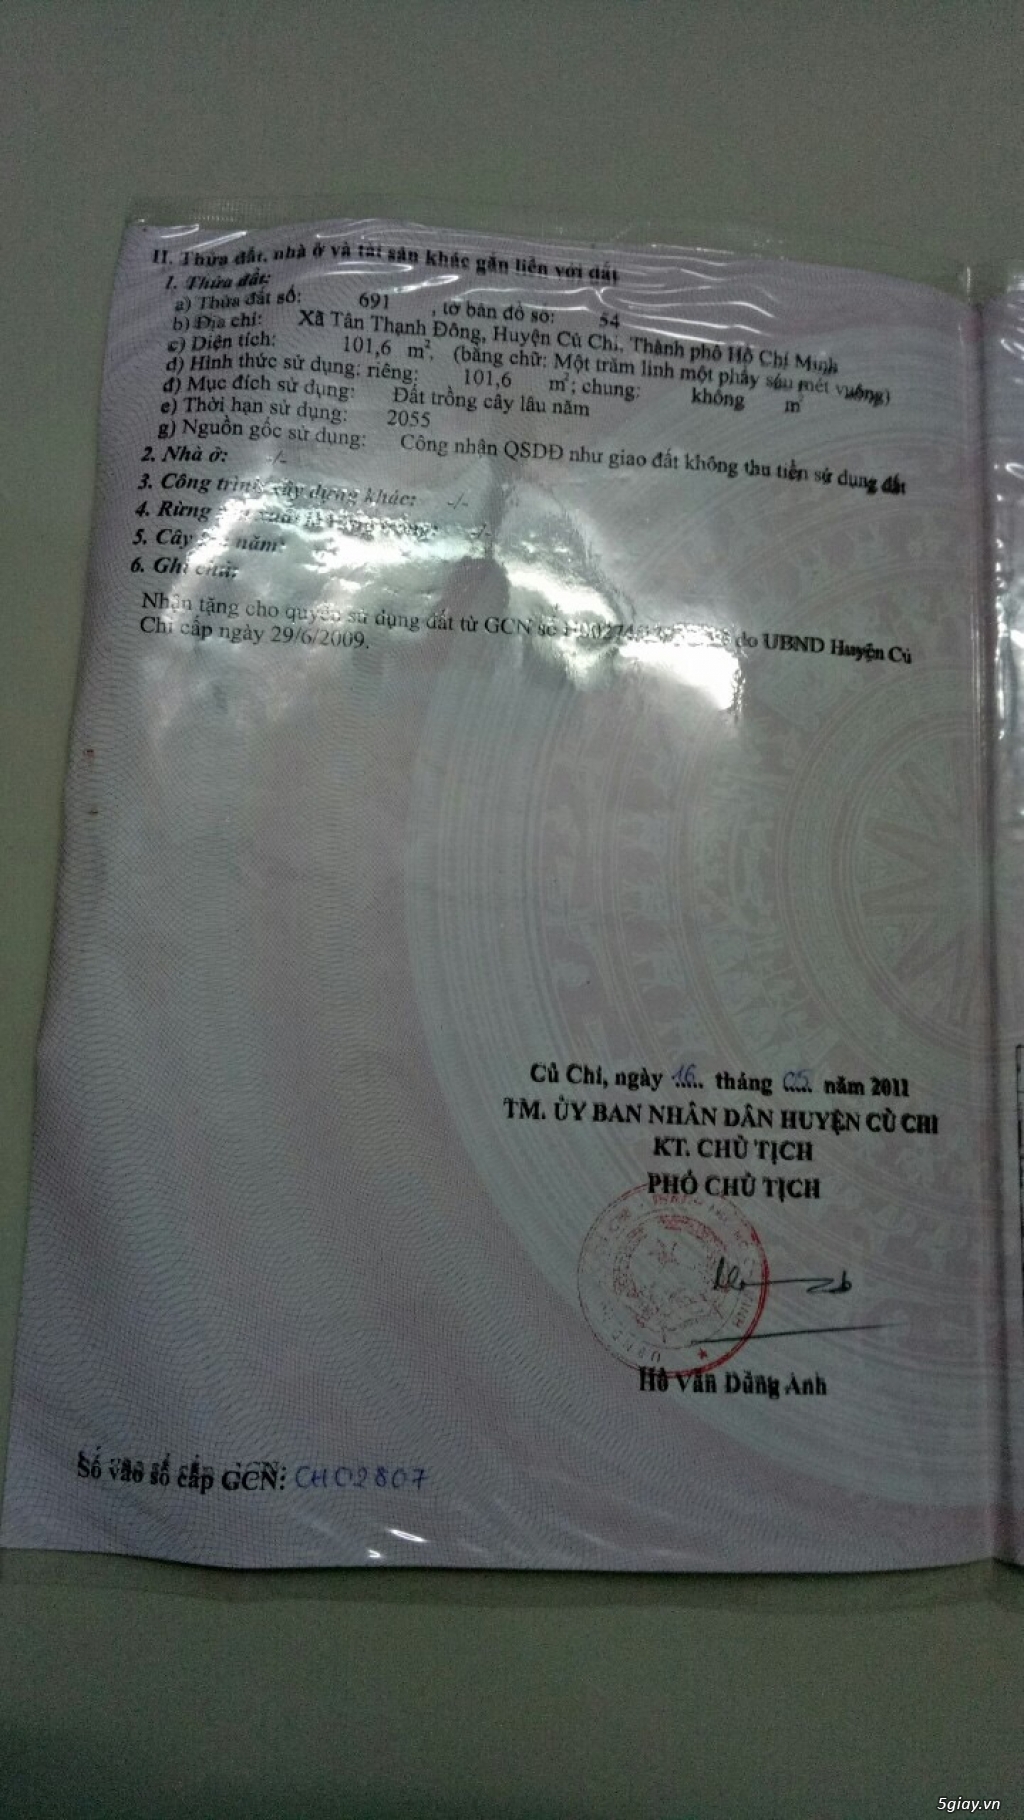 II. Thửa đất, nhà ở và tài sản khác gắn liền với đất
1. Thửa đất:
a) Thửa đất số: 691 , tờ bản đồ số: 54
b) Địa chỉ: Xã Tân Thạnh Đông, Huyện Củ Chi, Thành phố Hồ Chí Minh
c) Diện tích: 101,6 m², (bằng chữ: Một trăm linh một phẩy sáu mét vuông)
d) Hình thức sử dụng: riêng: 101,6 m²; chung: không m²
đ) Mục đích sử dụng: Đất trồng cây lâu năm
e) Thời hạn sử dụng: 2055
g) Nguồn gốc sử dụng: Công nhận QSDĐ như giao đất không thu tiền sử dụng đất
2. Nhà ở: -/-
3. Công trình xây dựng khác: -/-
4. Rừng -/-
5. Cây năm:
6. Ghi chú:
Nhận tặng cho quyền sử dụng đất từ GCN số do UBND Huyện Củ
Chi cấp ngày 29/6/2009.
Củ Chi, ngày 16 tháng 05 năm 2011
TM. ỦY BAN NHÂN DÂN HUYỆN CỦ CHI
KT. CHỦ TỊCH
PHÓ CHỦ TỊCH
Hồ Văn Dũng Anh
Số vào sổ cấp GCN: CH02807
5giay.vn